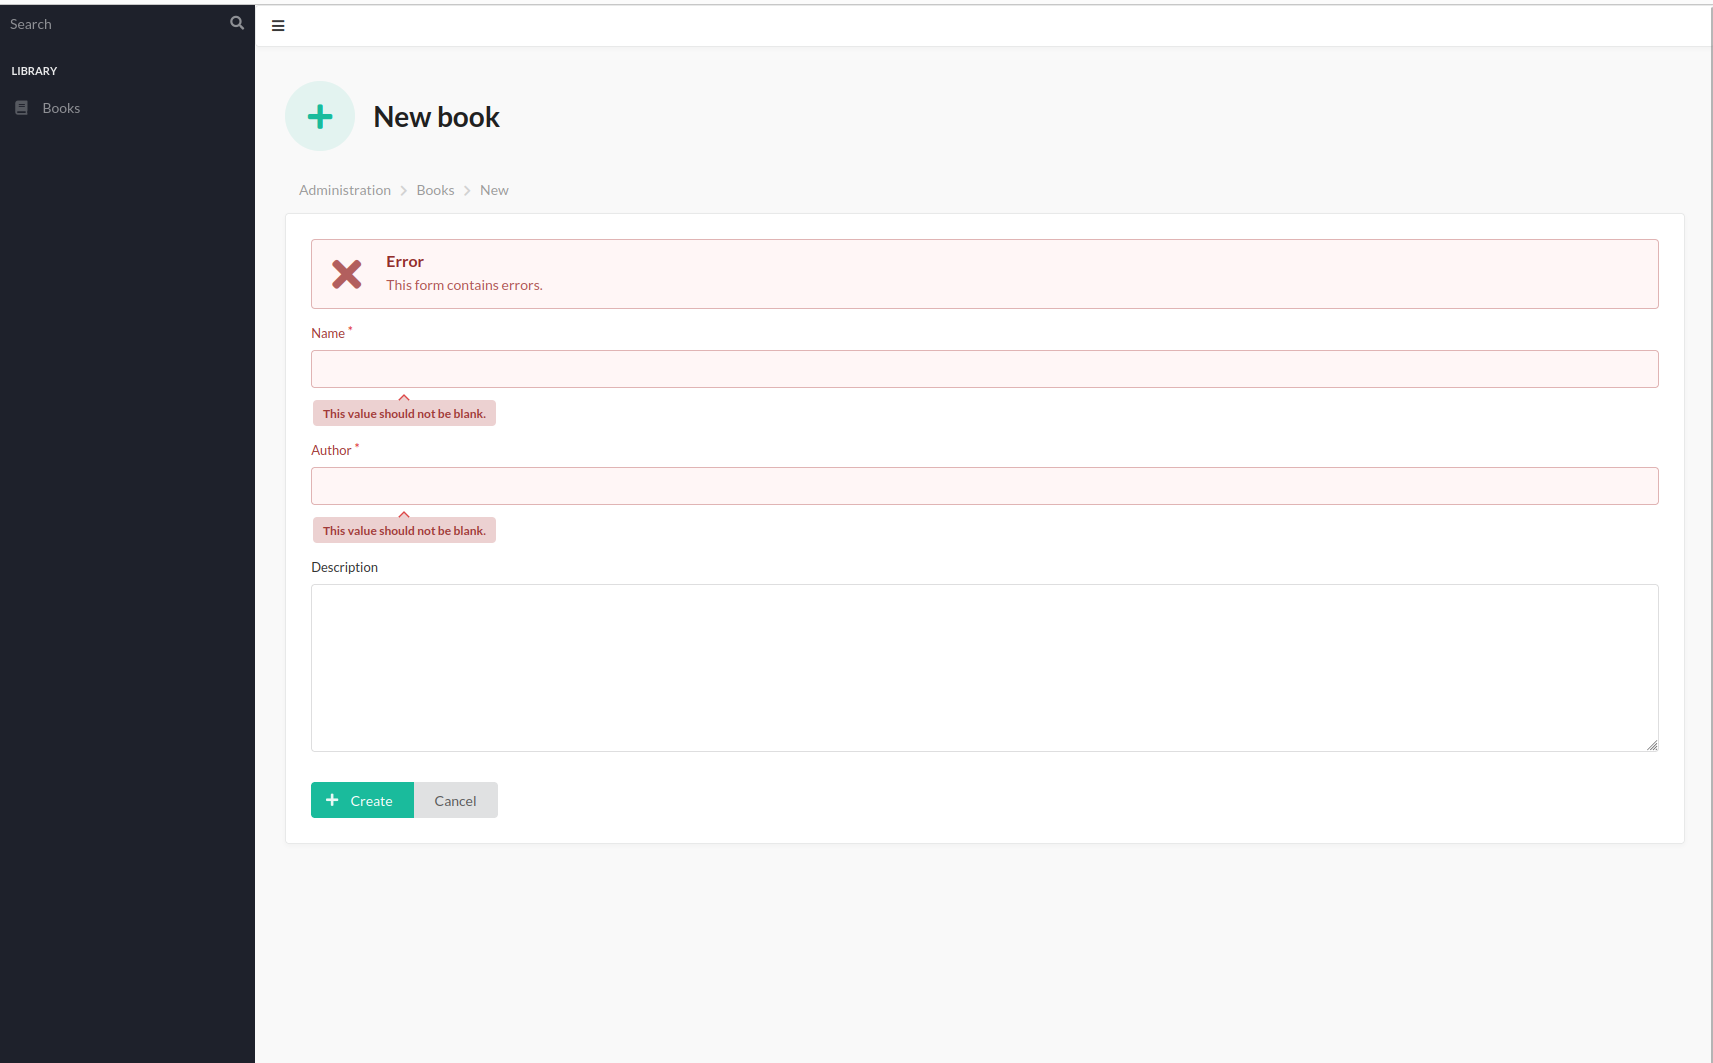 Search
LIBRARY
Books
New book
Administration
Books
New
Error
This form contains errors.
Name *
This value should not be blank.
Author *
This value should not be blank.
Description
Create
Cancel